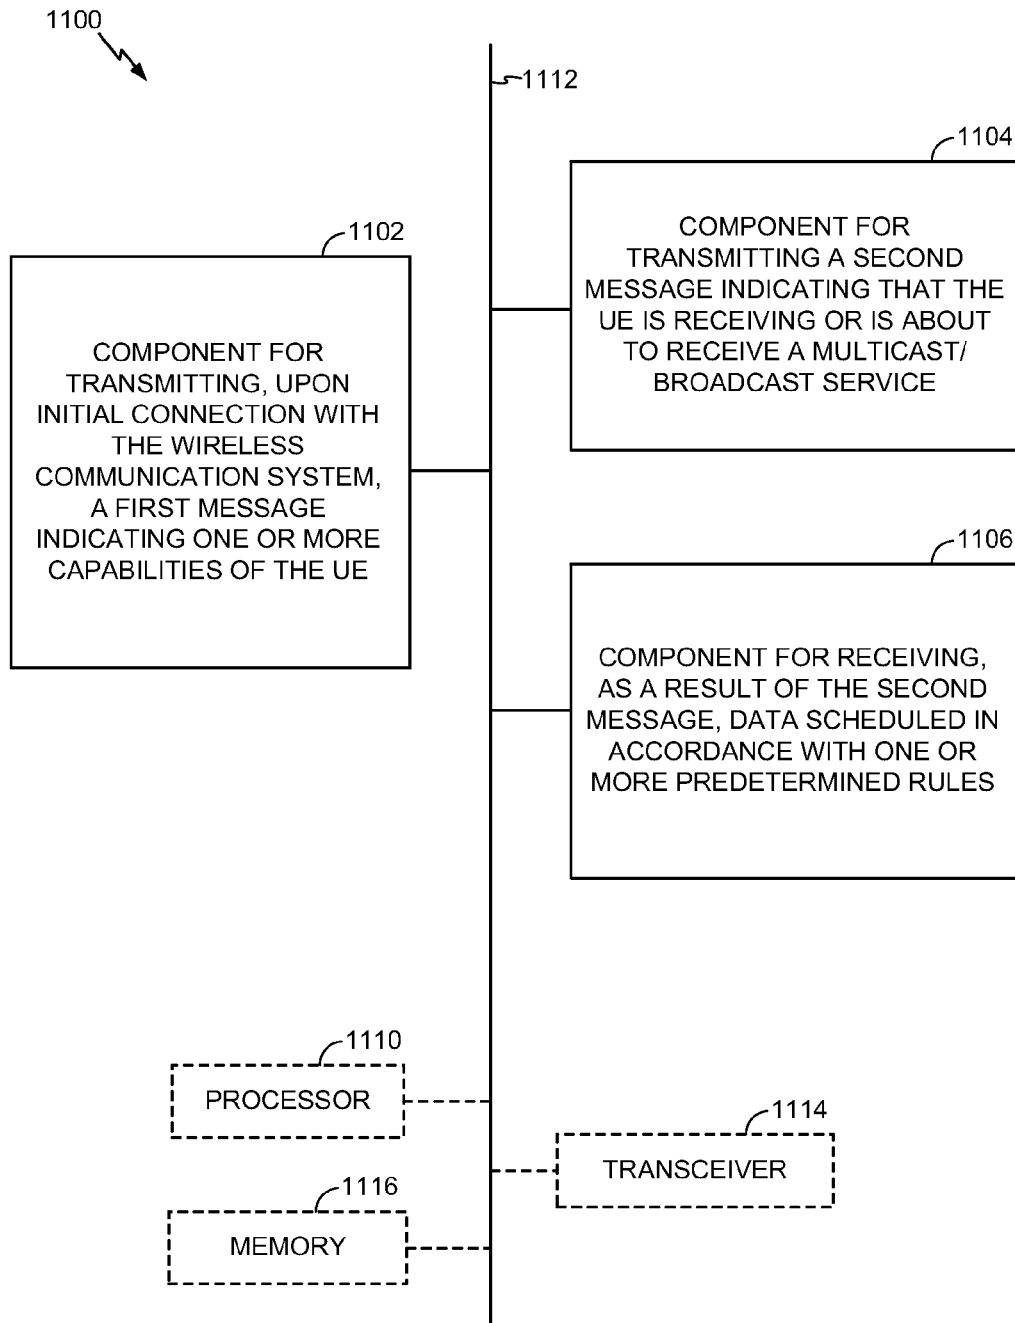 1100
1112
1104
COMPONENT FOR
TRANSMITTING A SECOND
MESSAGE INDICATING THAT THE
UE IS RECEIVING OR IS ABOUT
TO RECEIVE A MULTICAST/
BROADCAST SERVICE
1102
COMPONENT FOR
TRANSMITTING, UPON
INITIAL CONNECTION WITH
THE WIRELESS
COMMUNICATION SYSTEM,
A FIRST MESSAGE
INDICATING ONE OR MORE
CAPABILITIES OF THE UE
1106
COMPONENT FOR RECEIVING,
AS A RESULT OF THE SECOND
MESSAGE, DATA SCHEDULED IN
ACCORDANCE WITH ONE OR
MORE PREDETERMINED RULES
1110
PROCESSOR
1114
TRANSCEIVER
1116
MEMORY